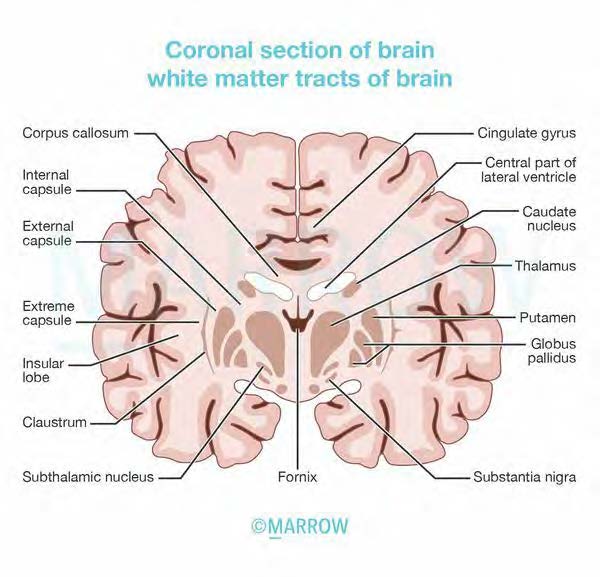 Coronal section of brain
white matter tracts of brain
Corpus callosum
Internal
capsule
External
capsule
Extreme
capsule
Insular
lobe
Claustrum
Subthalamic nucleus
Fornix
Cingulate gyrus
Central part of
lateral ventricle
Caudate
nucleus
Thalamus
Putamen
Globus
pallidus
Substantia nigra
MARROW
©MARROW